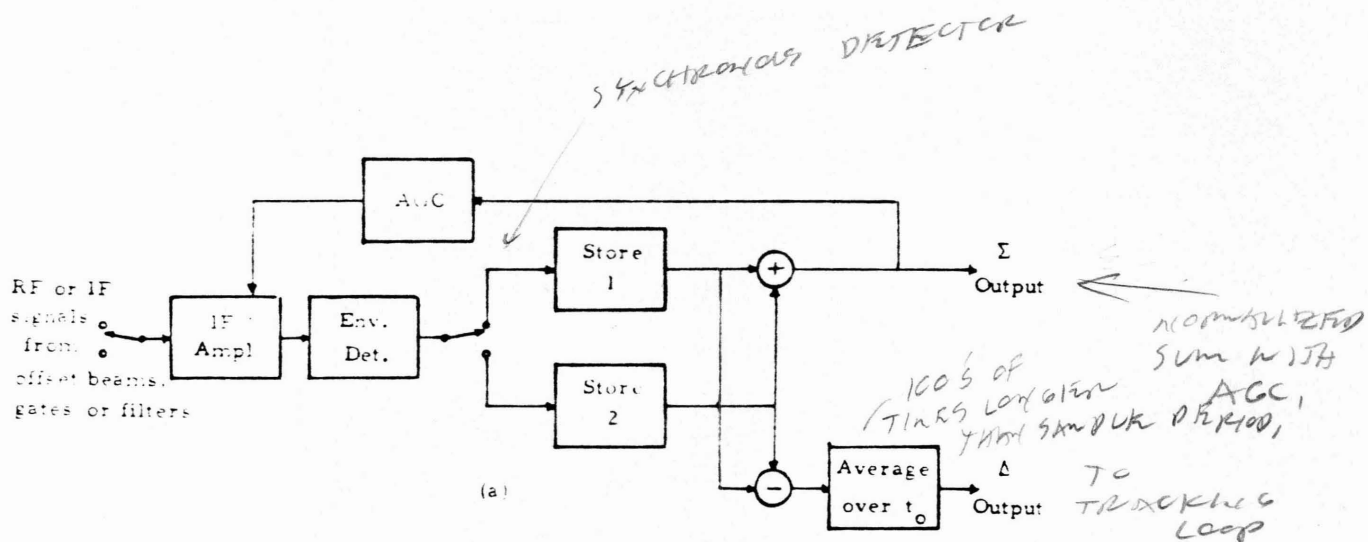 SYNCHRONOUS DETECTOR
AGC
Store
1
Σ
Output
RF or IF
signals
from
offset beams,
gates or filters
IF
Ampl
Env.
Det.
+
NORMALIZED
SUM WITH
AGC,
Store
2
100'S OF
TIMES LONGER
THAN SAMPLE PERIOD,
(a)
−
Average
over t₀
Δ
Output
TO
TRACKING
LOOP